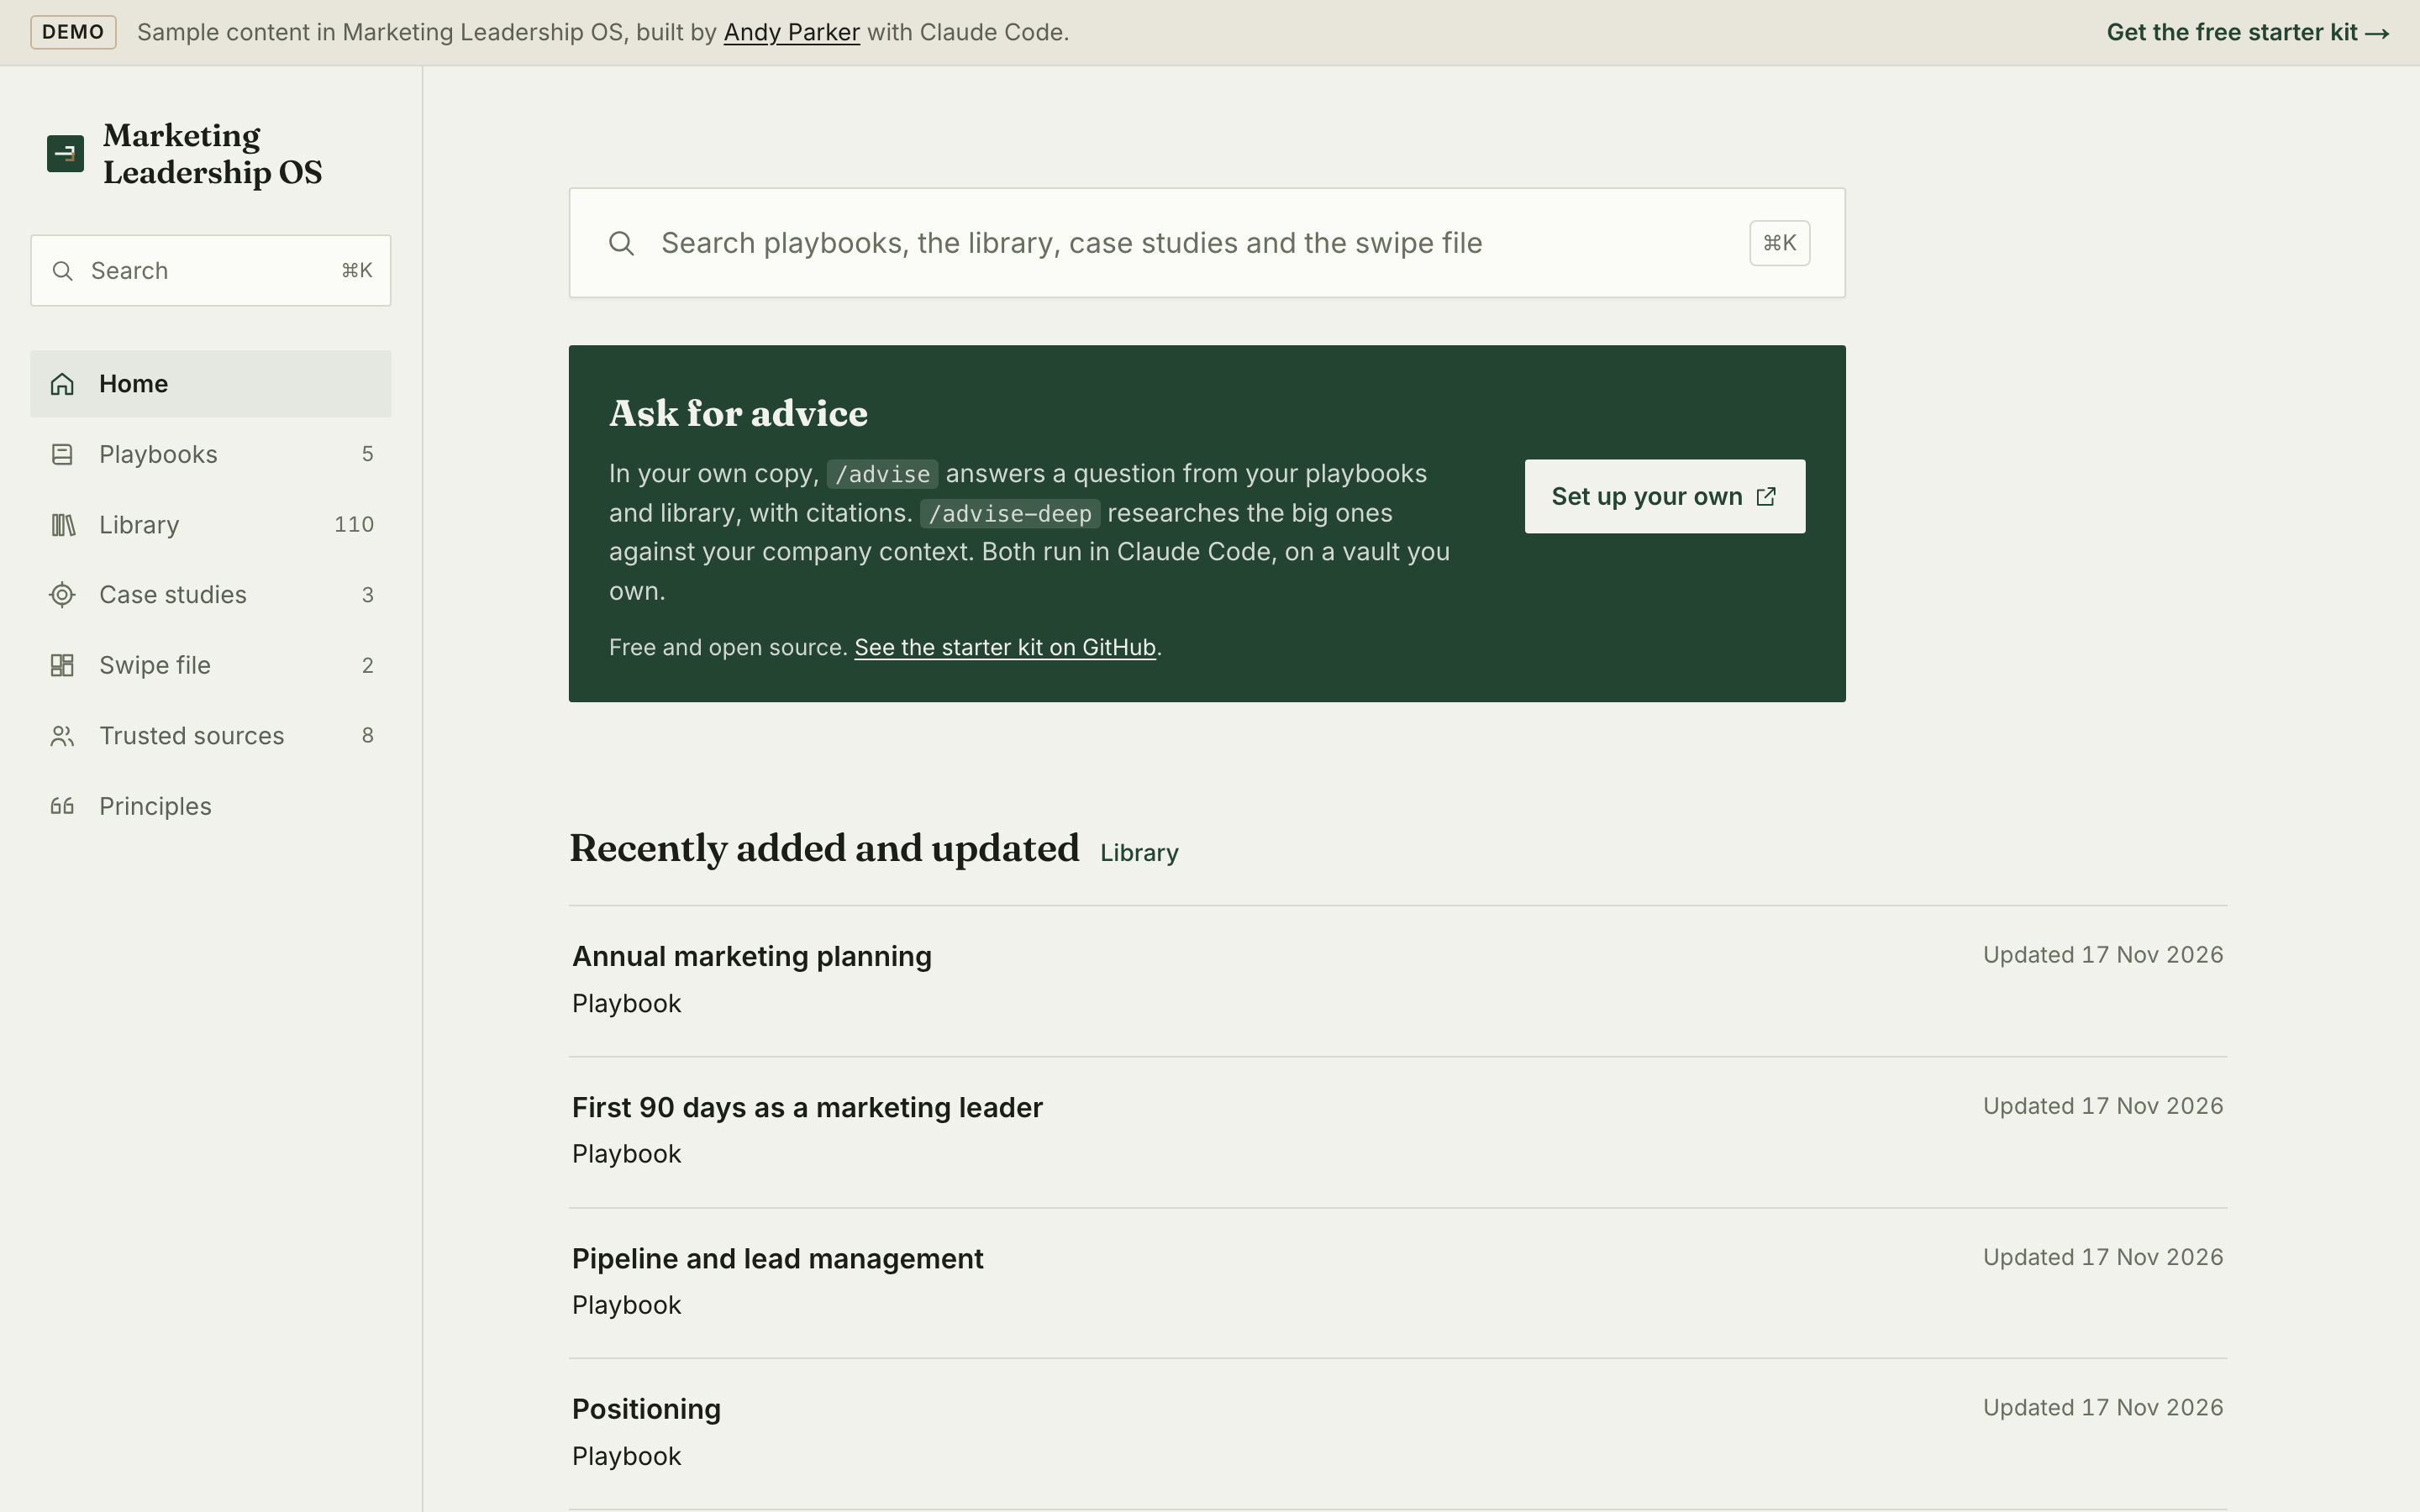 DEMO Sample content in Marketing Leadership OS, built by Andy Parker with Claude Code. Get the free starter kit →
Marketing
Leadership OS
Search ⌘K
Home
Playbooks 5
Library 110
Case studies 3
Swipe file 2
Trusted sources 8
Principles
Search playbooks, the library, case studies and the swipe file ⌘K
Ask for advice
In your own copy, /advise answers a question from your playbooks
and library, with citations. /advise-deep researches the big ones
against your company context. Both run in Claude Code, on a vault you
own.
Set up your own
Free and open source. See the starter kit on GitHub.
Recently added and updated Library
Annual marketing planning Updated 17 Nov 2026
Playbook
First 90 days as a marketing leader Updated 17 Nov 2026
Playbook
Pipeline and lead management Updated 17 Nov 2026
Playbook
Positioning Updated 17 Nov 2026
Playbook